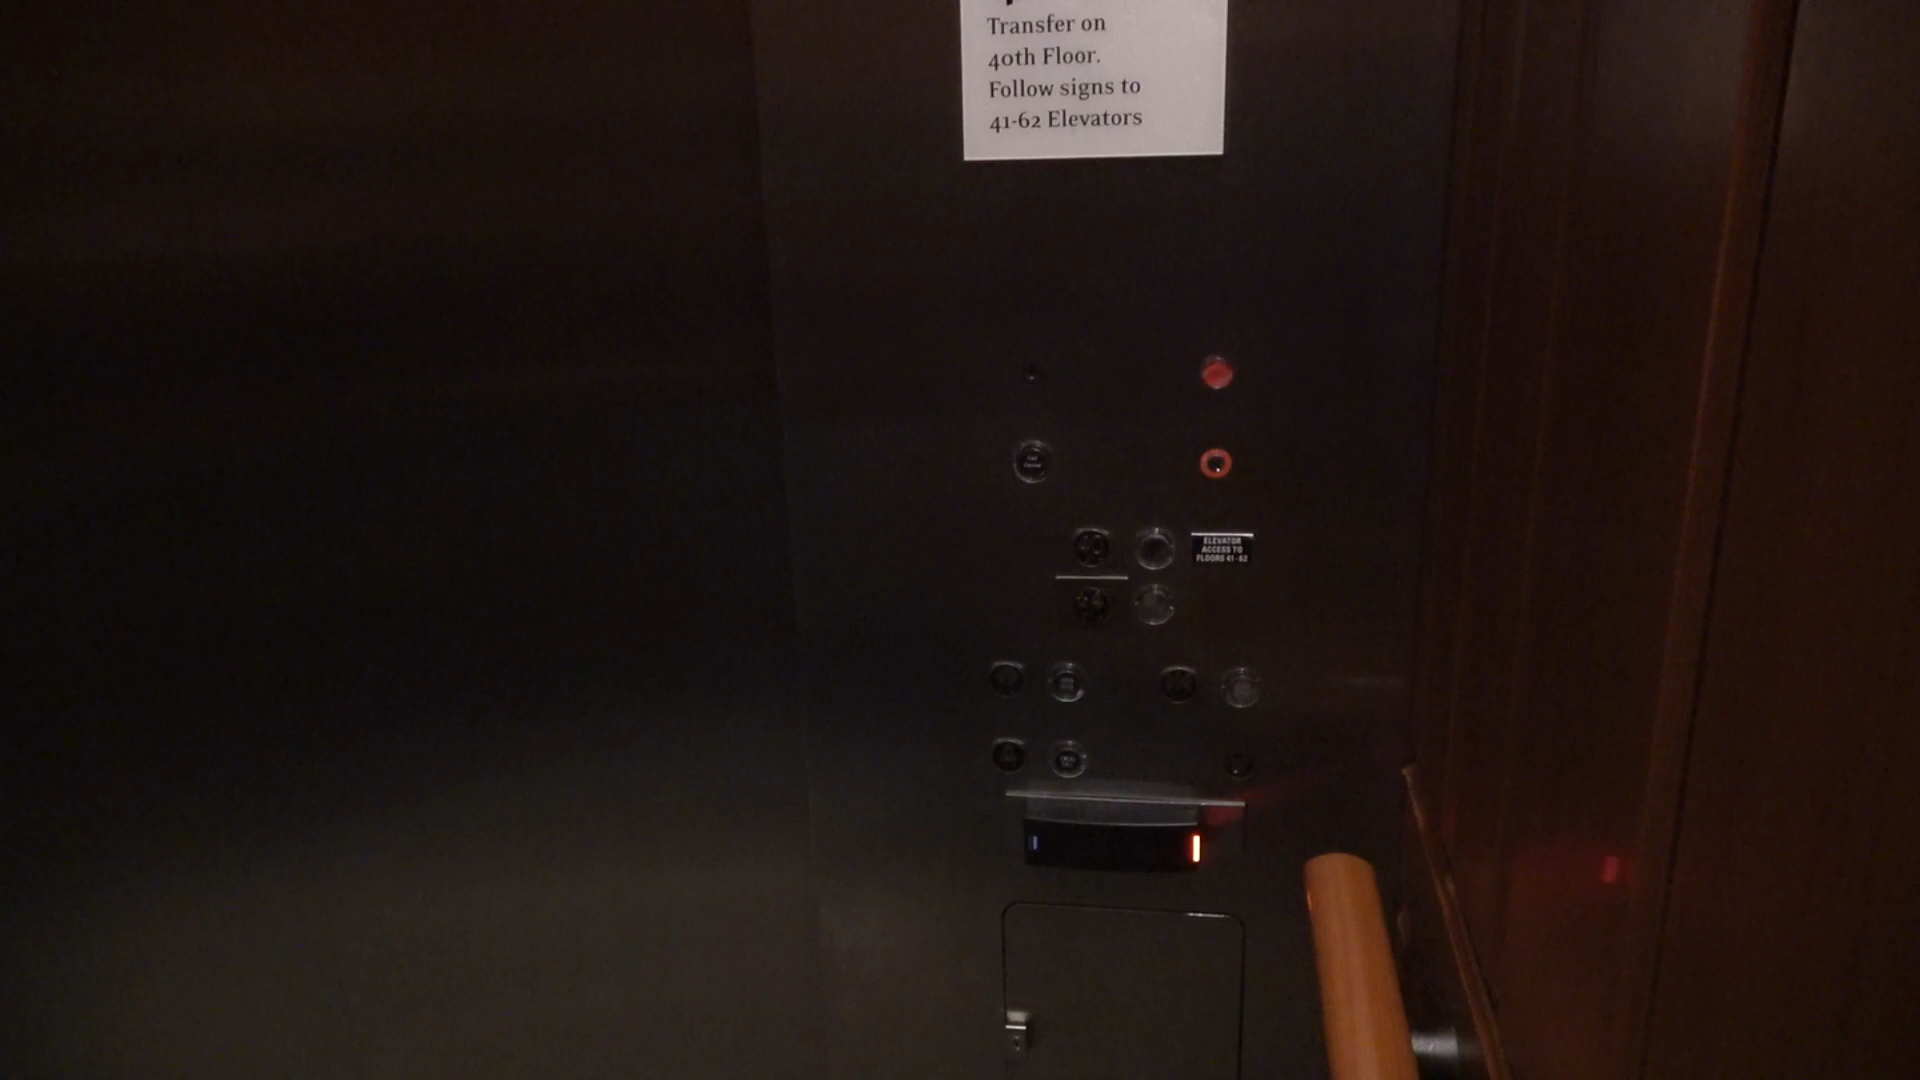 Transfer on
40th Floor.
Follow signs to
41-62 Elevators
ELEVATOR
ACCESS TO
FLOORS 41-62